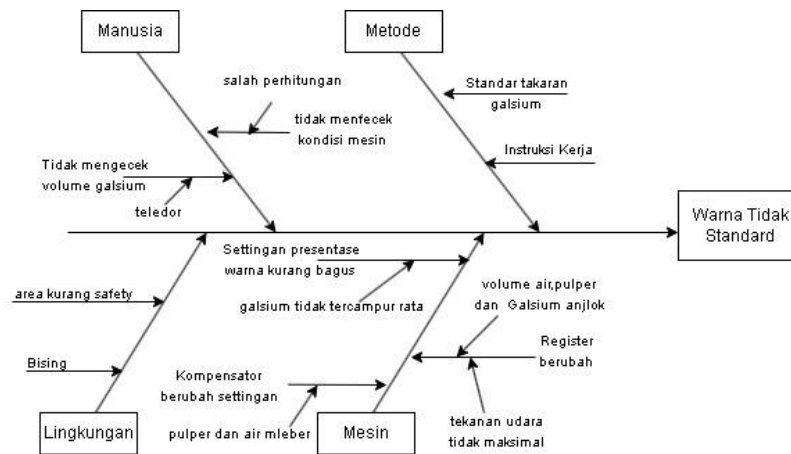 Manusia
Metode
salah perhitungan
tidak menfecek
kondisi mesin
Standar takaran
galsium
Instruksi Kerja
Tidak mengecek
volume galsium
teledor
Warna Tidak
Standard
Settingan presentase
warna kurang bagus
galsium tidak tercampur rata
volume air,pulper
dan Galsium anjlok
area kurang safety
Register
berubah
Bising
Kompensator
berubah settingan
pulper dan air mleber
tekanan udara
tidak maksimal
Lingkungan
Mesin